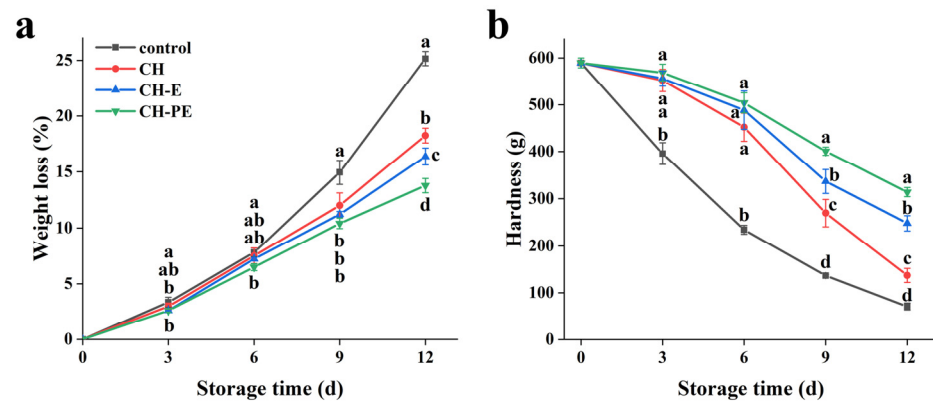 a
Weight loss (%)
25
20
15
10
5
0
control
CH
CH-E
CH-PE
a
ab
b
b
a
ab
ab
b
a
b
b
b
a
b
c
d
0 3 6 9 12
Storage time (d)
b
Hardness (g)
600
500
400
300
200
100
0
a
a
a
b
a
a
a
b
a
b
c
d
a
b
c
d
0 3 6 9 12
Storage time (d)